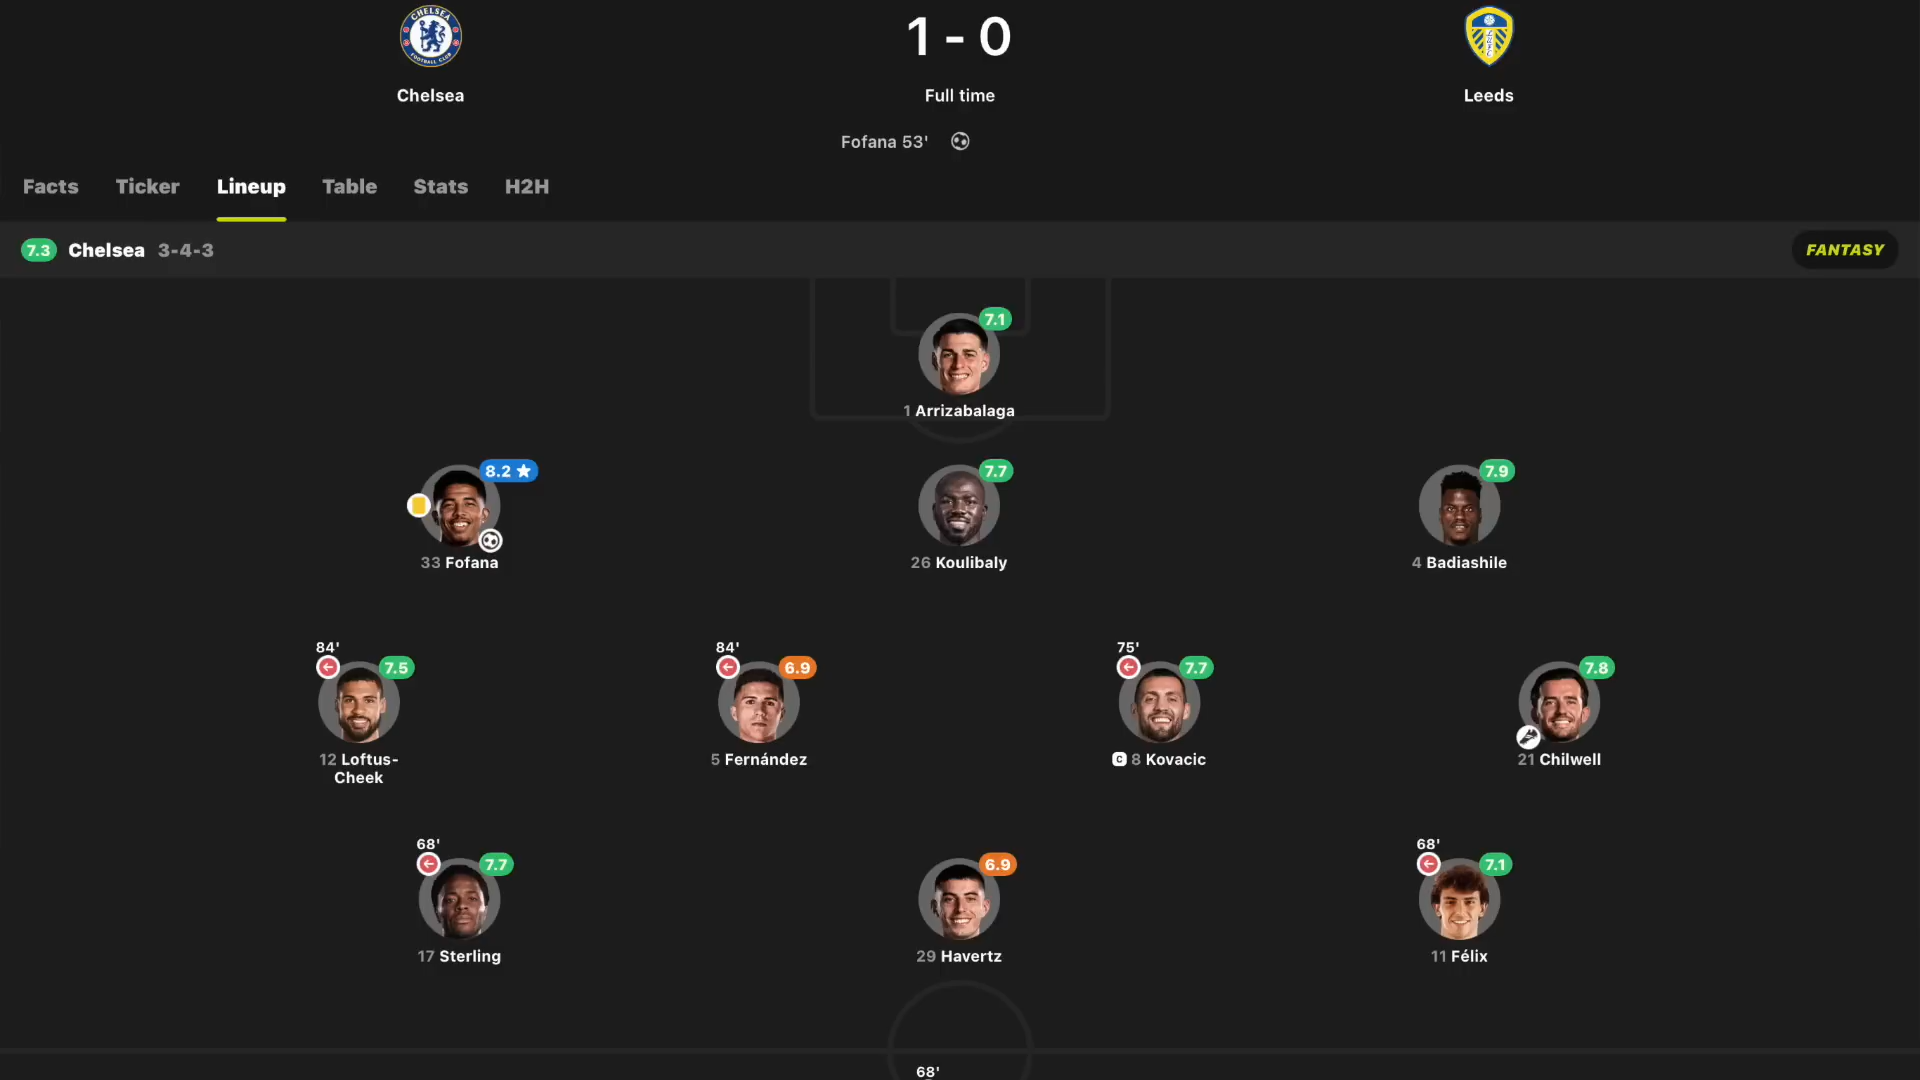 1 - 0
Chelsea
Full time
Leeds
Fofana 53'
Facts Ticker Lineup Table Stats H2H
7.3 Chelsea 3-4-3
FANTASY
7.1
1 Arrizabalaga
8.2
33 Fofana
7.7
26 Koulibaly
7.9
4 Badiashile
84'
7.5
12 Loftus-
Cheek
84'
6.9
5 Fernández
75'
7.7
C 8 Kovacic
7.8
21 Chilwell
68'
7.7
17 Sterling
6.9
29 Havertz
68'
7.1
11 Félix
68'